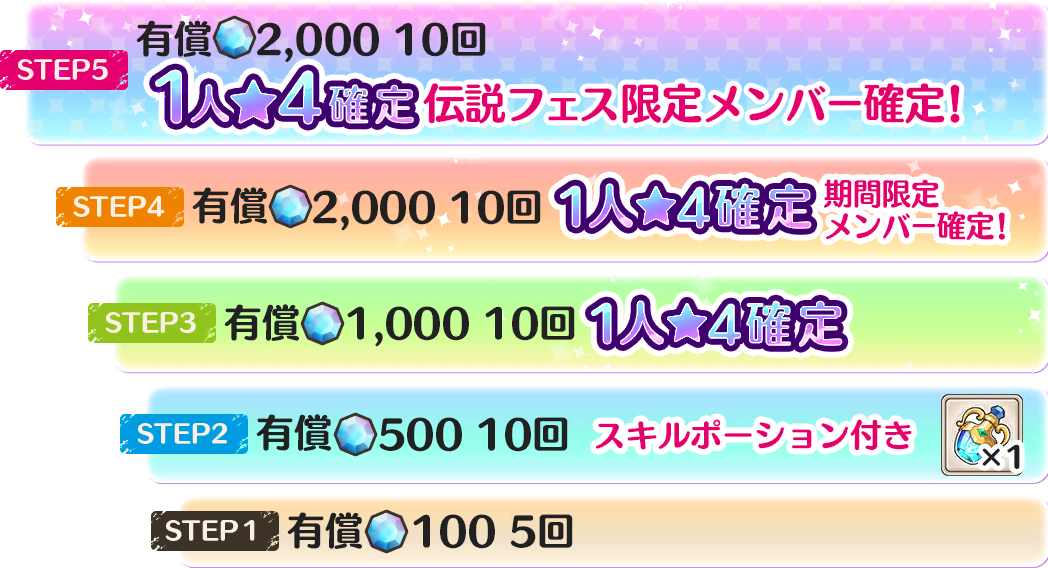 STEP5
有償2,000 10回
1人★4確定 伝説フェス限定メンバー確定!
STEP4 有償2,000 10回 1人★4確定 期間限定
メンバー確定!
STEP3 有償1,000 10回 1人★4確定
STEP2 有償500 10回 スキルポーション付き ×1
STEP1 有償100 5回